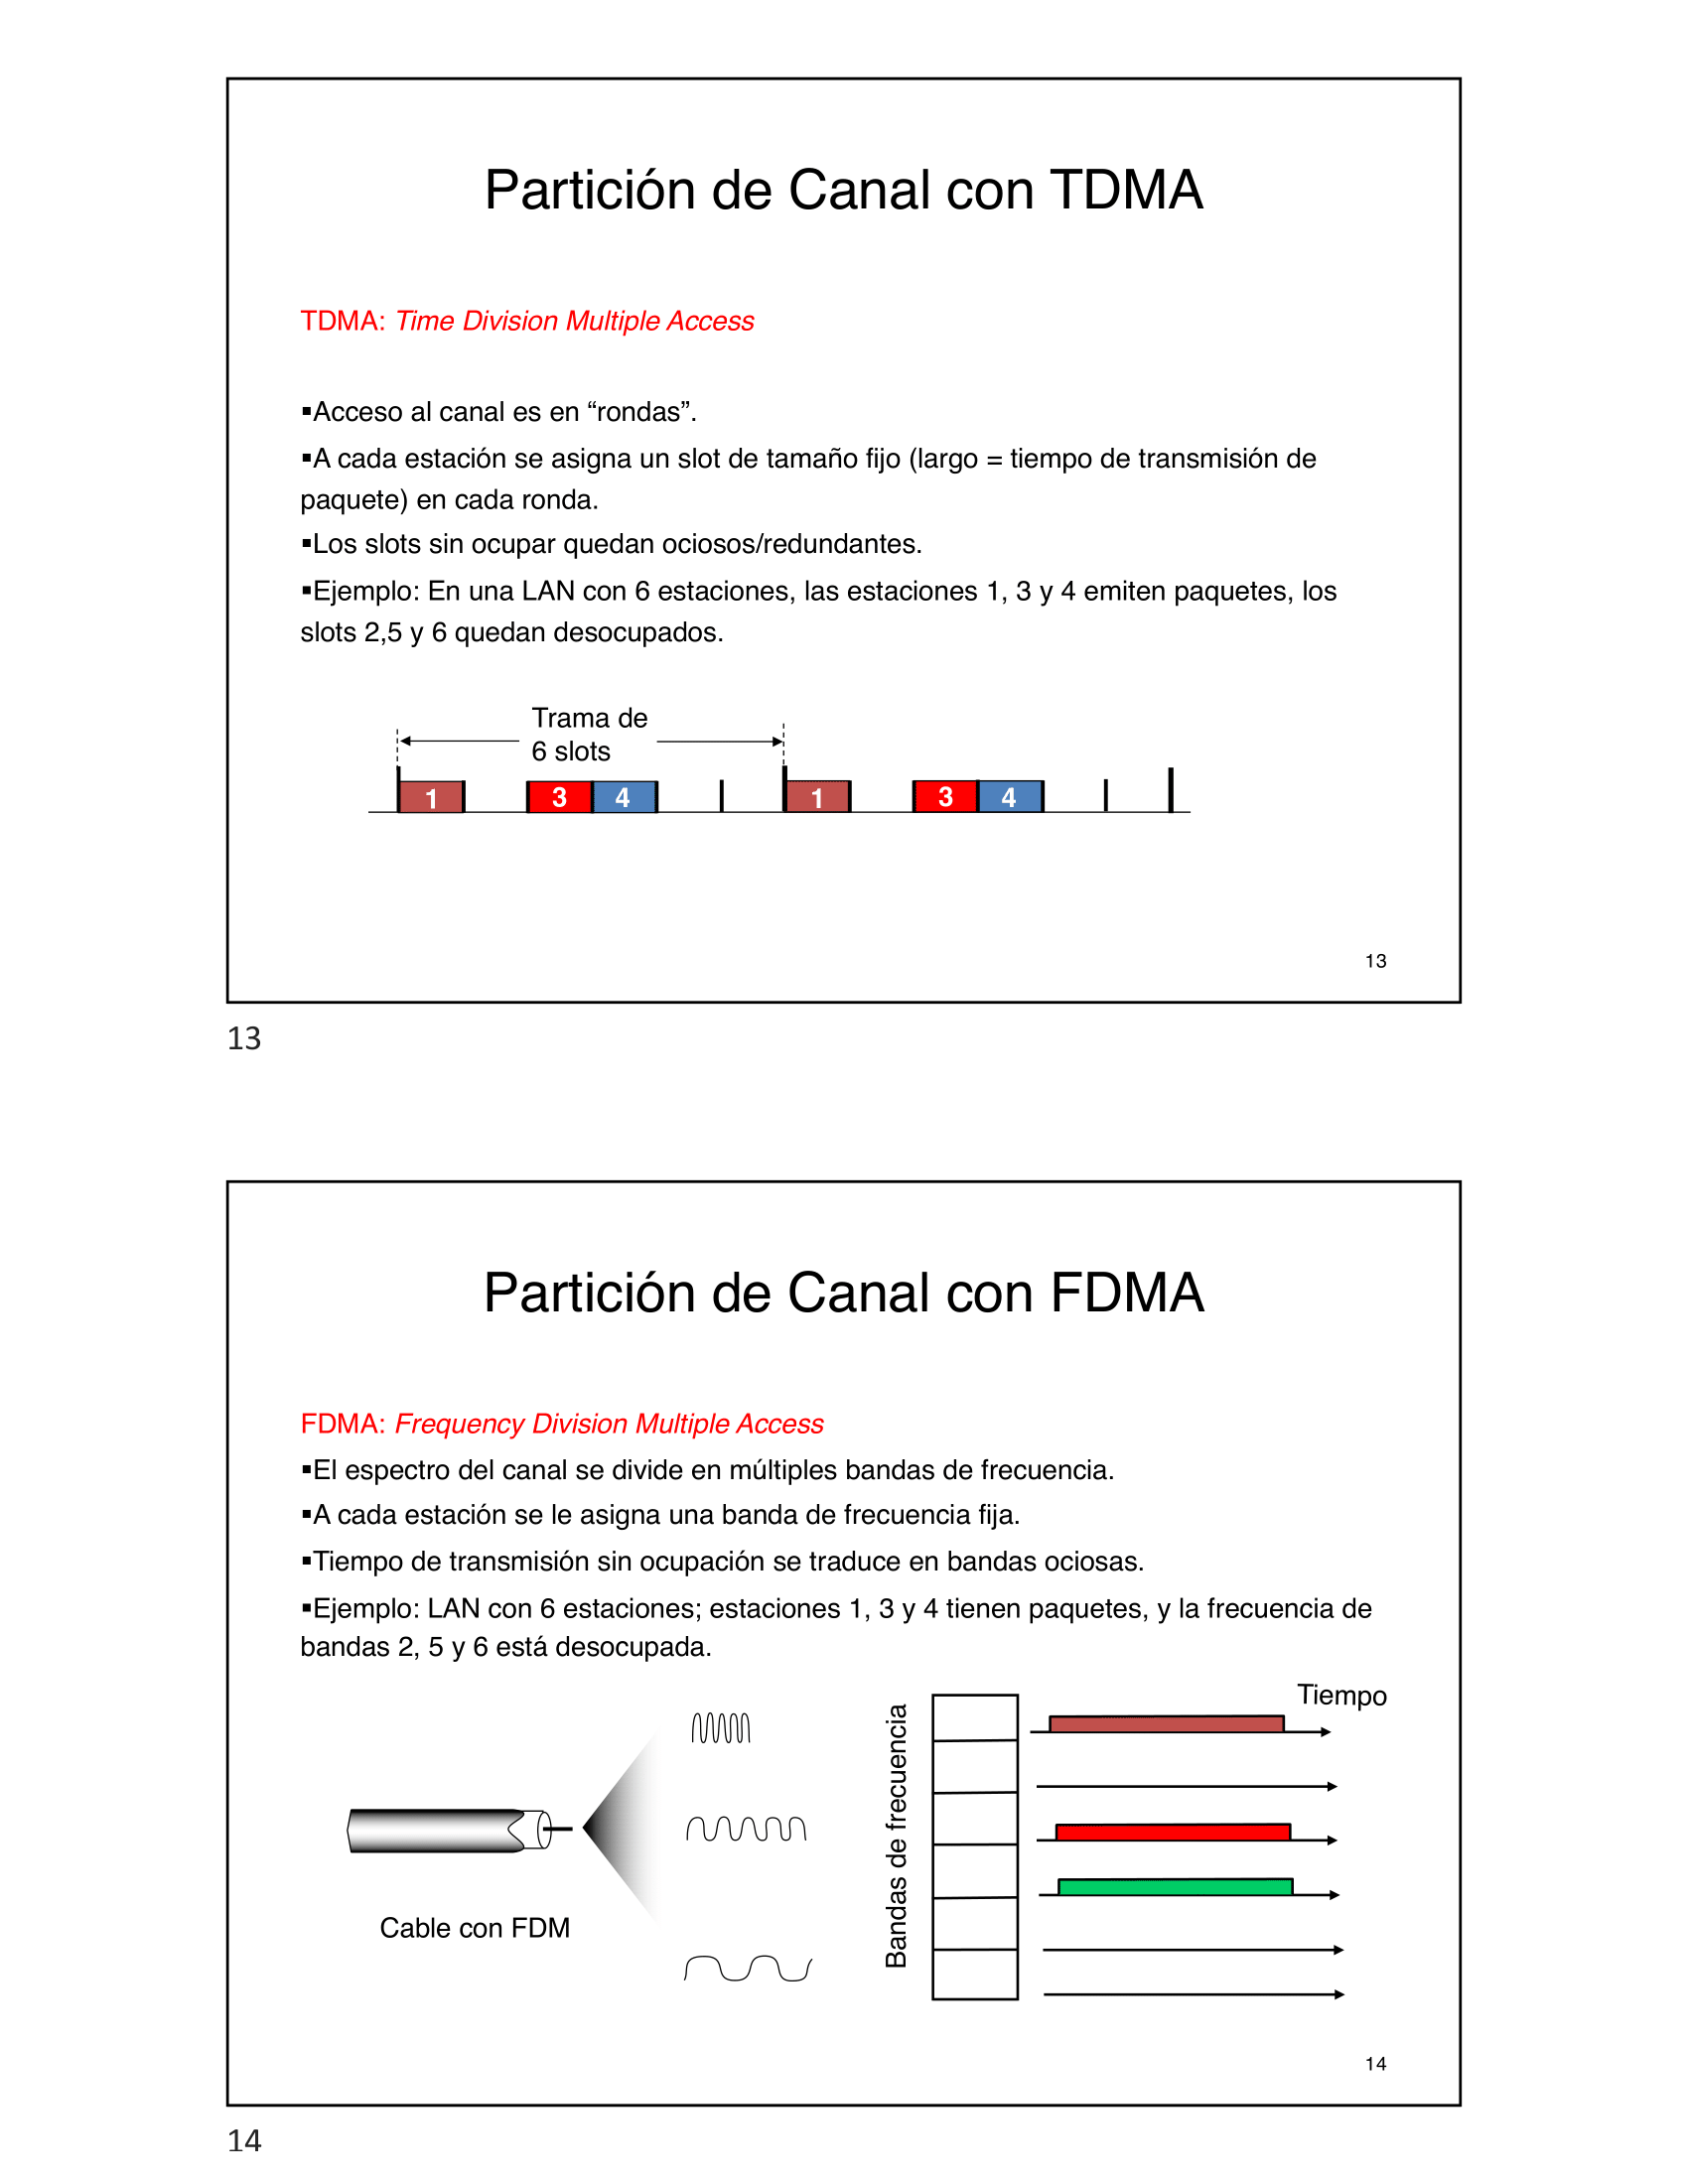 Partición de Canal con TDMA
TDMA: Time Division Multiple Access
▪Acceso al canal es en “rondas”.
▪A cada estación se asigna un slot de tamaño fijo (largo = tiempo de transmisión de
paquete) en cada ronda.
▪Los slots sin ocupar quedan ociosos/redundantes.
▪Ejemplo: En una LAN con 6 estaciones, las estaciones 1, 3 y 4 emiten paquetes, los
slots 2,5 y 6 quedan desocupados.
Trama de
6 slots
1 3 4 1 3 4
13
13
Partición de Canal con FDMA
FDMA: Frequency Division Multiple Access
▪El espectro del canal se divide en múltiples bandas de frecuencia.
▪A cada estación se le asigna una banda de frecuencia fija.
▪Tiempo de transmisión sin ocupación se traduce en bandas ociosas.
▪Ejemplo: LAN con 6 estaciones; estaciones 1, 3 y 4 tienen paquetes, y la frecuencia de
bandas 2, 5 y 6 está desocupada.
Tiempo
Bandas de frecuencia
Cable con FDM
14
14